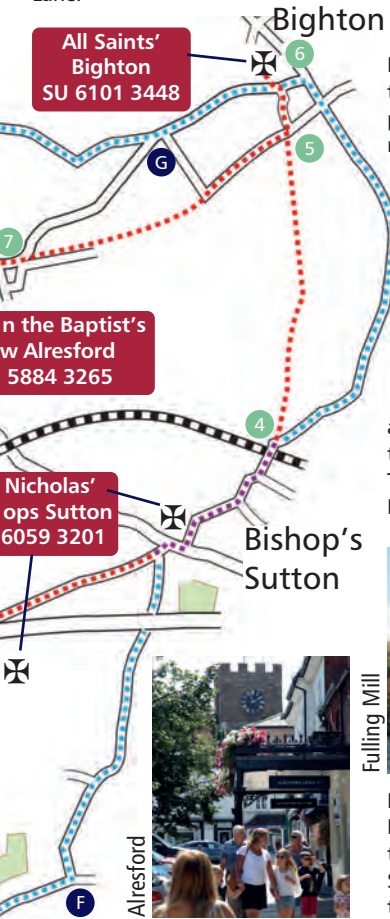 Bighton
All Saints'
Bighton
SU 6101 3448
6
5
G
7
n the Baptist's
w Alresford
5884 3265
4
Nicholas'
ops Sutton
6059 3201
Bishop's
Sutton
Fulling Mill
Alresford
F